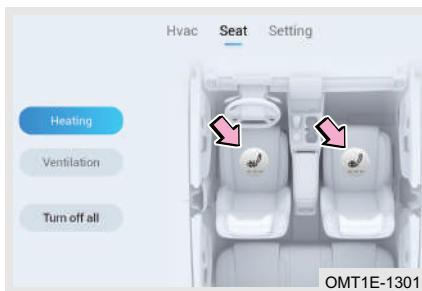 Hvac Seat Setting
Heating
Ventilation
Turn off all
OMT1E-1301